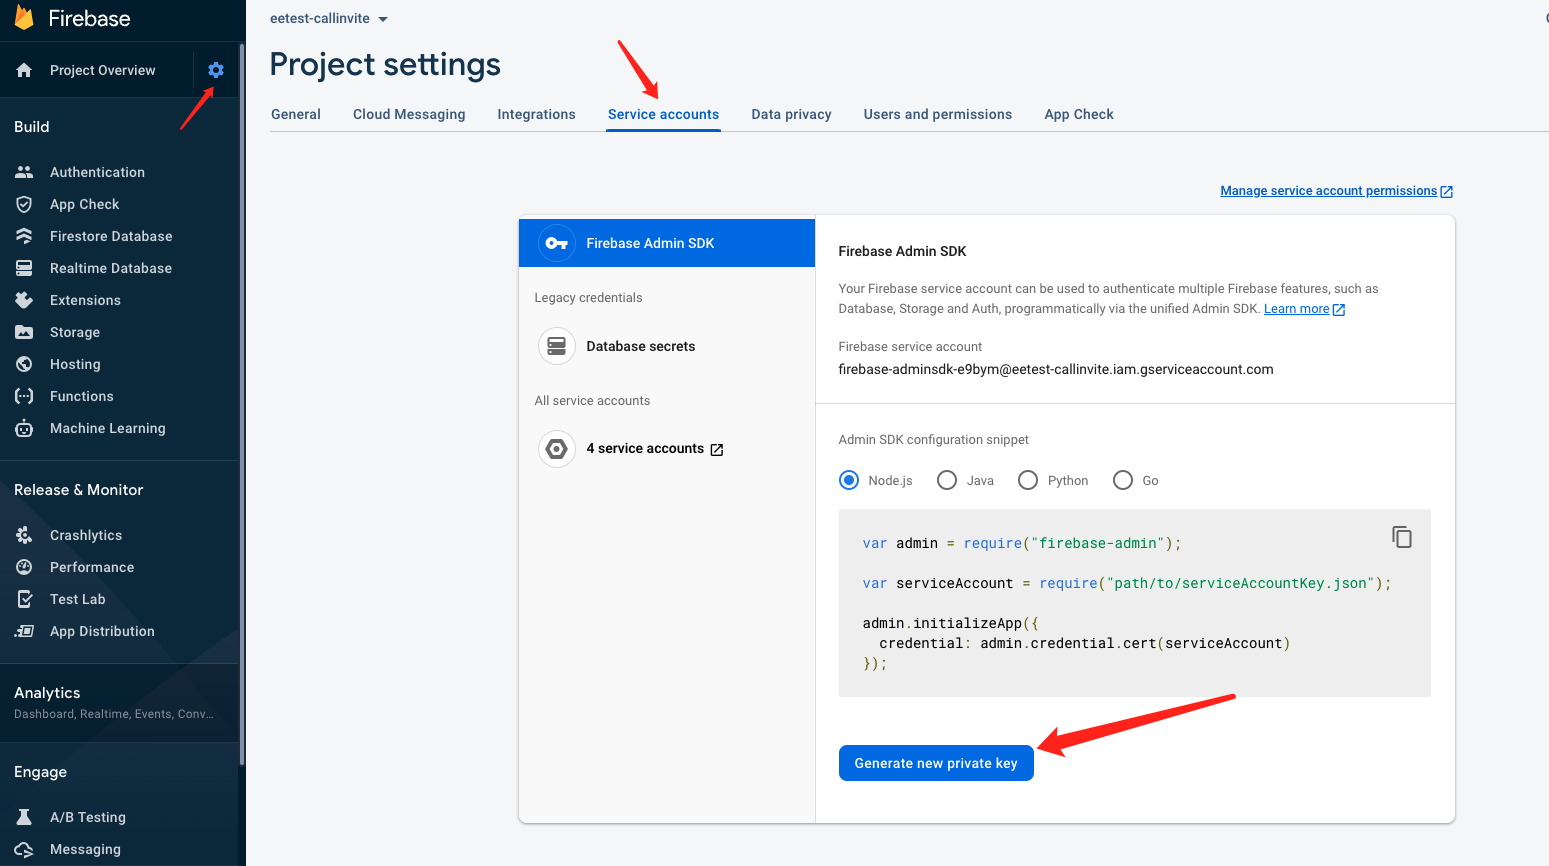 Firebase
Project Overview
Build
Authentication
App Check
Firestore Database
Realtime Database
Extensions
Storage
Hosting
Functions
Machine Learning
Release & Monitor
Crashlytics
Performance
Test Lab
App Distribution
Analytics
Dashboard, Realtime, Events, Conv...
Engage
A/B Testing
Messaging
eetest-callinvite
Project settings
General
Cloud Messaging
Integrations
Service accounts
Data privacy
Users and permissions
App Check
Manage service account permissions
Firebase Admin SDK
Legacy credentials
Database secrets
All service accounts
4 service accounts
Firebase Admin SDK
Your Firebase service account can be used to authenticate multiple Firebase features, such as
Database, Storage and Auth, programmatically via the unified Admin SDK. Learn more
Firebase service account
firebase-adminsdk-e9bym@eetest-callinvite.iam.gserviceaccount.com
Admin SDK configuration snippet
Node.js
Java
Python
Go
var admin = require("firebase-admin");
var serviceAccount = require("path/to/serviceAccountKey.json");
admin.initializeApp({
  credential: admin.credential.cert(serviceAccount)
});
Generate new private key